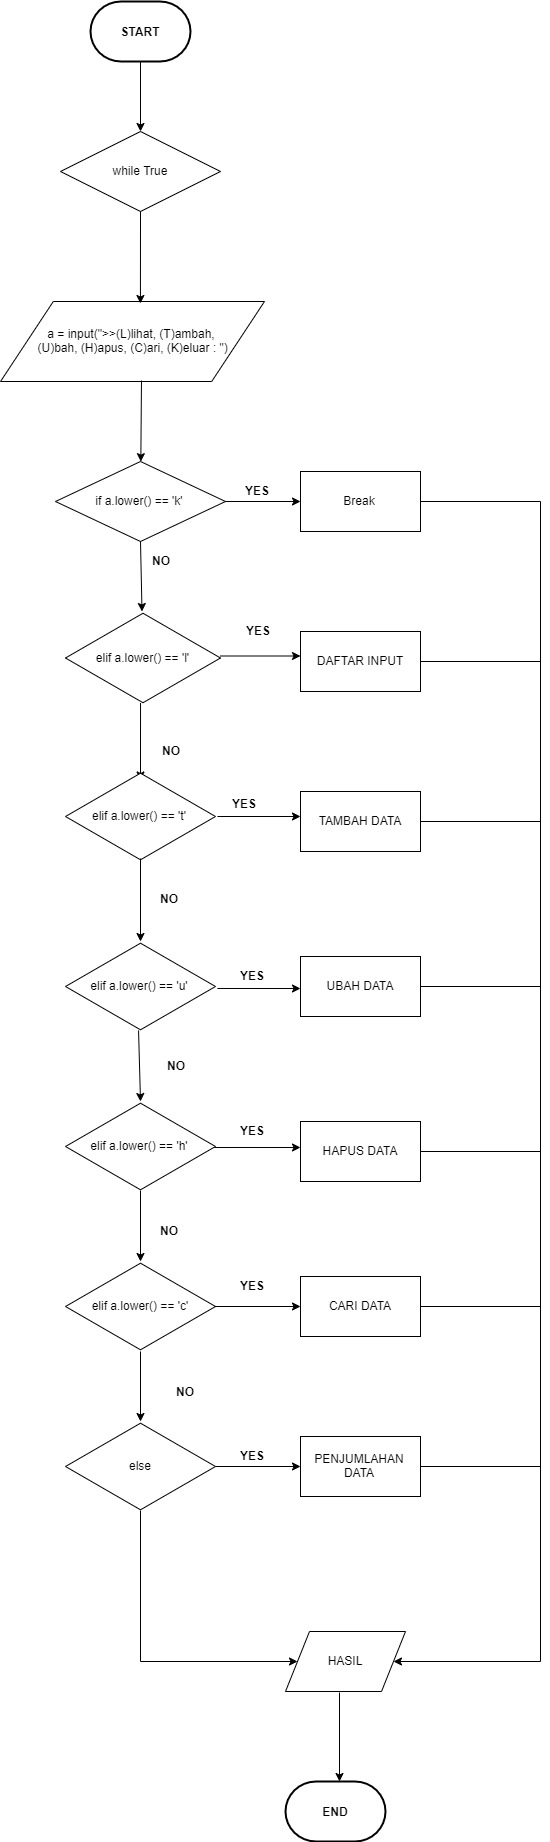 START
while True
a = input(">>(L)lihat, (T)ambah,
(U)bah, (H)apus, (C)ari, (K)eluar : ")
if a.lower() == 'k'
YES
Break
NO
elif a.lower() == 'l'
YES
DAFTAR INPUT
NO
elif a.lower() == 't'
YES
TAMBAH DATA
NO
elif a.lower() == 'u'
YES
UBAH DATA
NO
elif a.lower() == 'h'
YES
HAPUS DATA
NO
elif a.lower() == 'c'
YES
CARI DATA
NO
else
YES
PENJUMLAHAN
DATA
HASIL
END